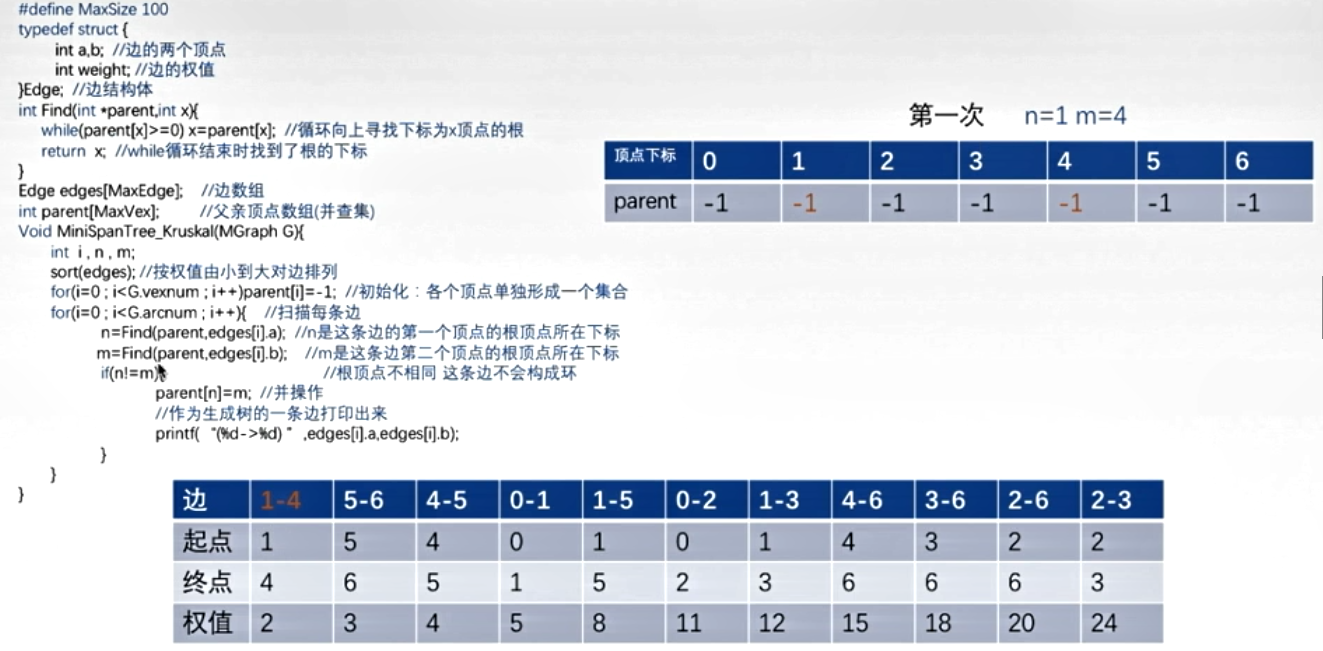 #define MaxSize 100
typedef struct {
int a,b; //边的两个顶点
int weight; //边的权值
}Edge; //边结构体
int Find(int *parent,int x){
while(parent[x]>=0) x=parent[x]; //循环向上寻找下标为x顶点的根
return x; //while循环结束时找到了根的下标
}
Edge edges[MaxEdge]; //边数组
int parent[MaxVex]; //父亲顶点数组(并查集)
Void MiniSpanTree_Kruskal(MGraph G){
int i , n , m;
sort(edges); //按权值由小到大对边排列
for(i=0 ; i<G.vexnum ; i++)parent[i]=-1; //初始化：各个顶点单独形成一个集合
for(i=0 ; i<G.arcnum ; i++){ //扫描每条边
n=Find(parent,edges[i].a); //n是这条边的第一个顶点的根顶点所在下标
m=Find(parent,edges[i].b); //m是这条边第二个顶点的根顶点所在下标
if(n!=m){ //根顶点不相同 这条边不会构成环
parent[n]=m; //并操作
//作为生成树的一条边打印出来
printf( "(%d->%d) " ,edges[i].a,edges[i].b);
}
}
}
第一次 n=1 m=4
顶点下标 0 1 2 3 4 5 6
parent -1 -1 -1 -1 -1 -1 -1
边 1-4 5-6 4-5 0-1 1-5 0-2 1-3 4-6 3-6 2-6 2-3
起点 1 5 4 0 1 0 1 4 3 2 2
终点 4 6 5 1 5 2 3 6 6 6 3
权值 2 3 4 5 8 11 12 15 18 20 24